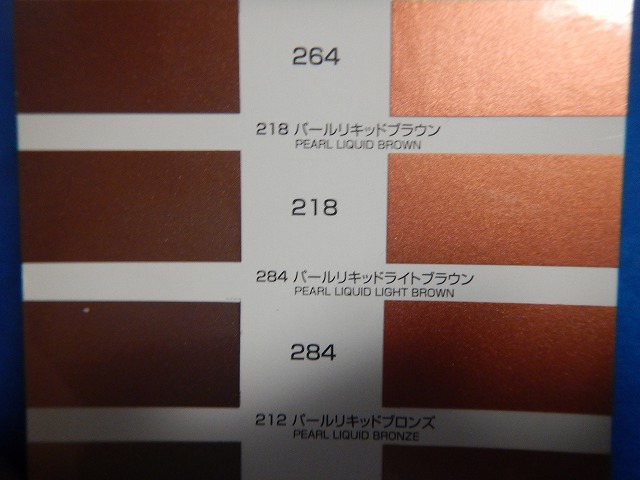 264
218 パールリキッドブラウン
PEARL LIQUID BROWN
218
284 パールリキッドライトブラウン
PEARL LIQUID LIGHT BROWN
284
212 パールリキッドブロンズ
PEARL LIQUID BRONZE